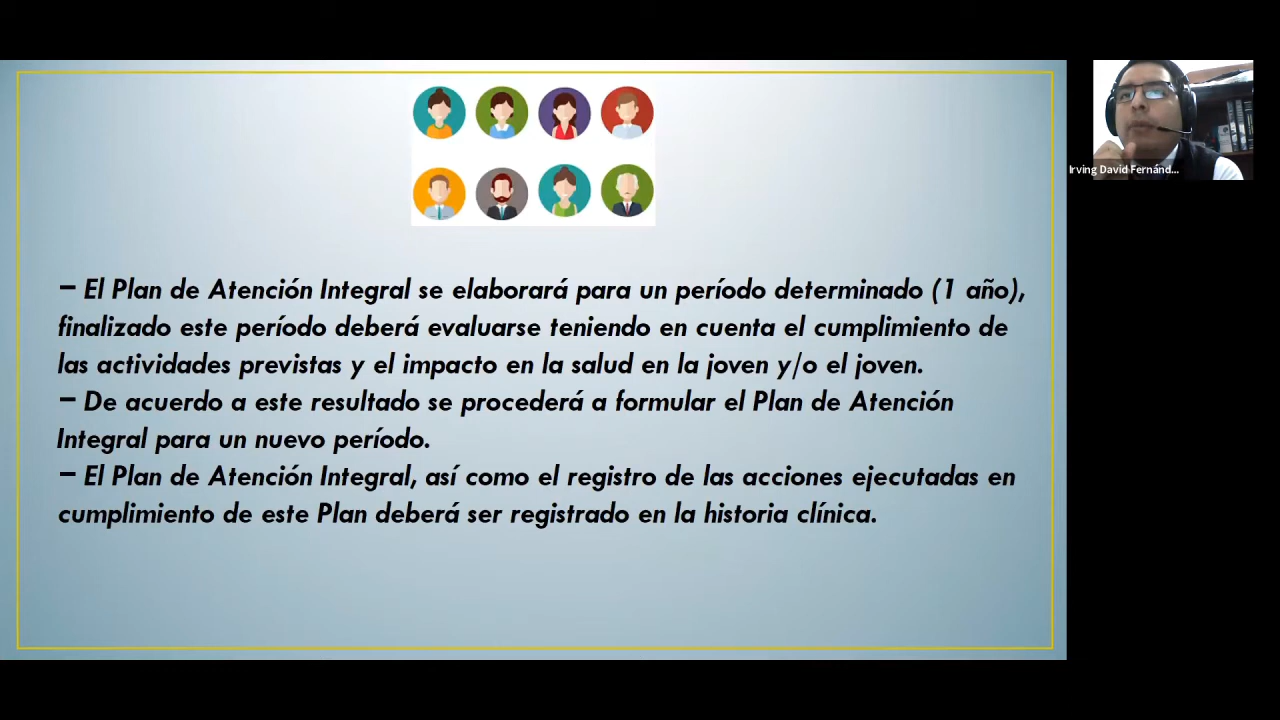 − El Plan de Atención Integral se elaborará para un período determinado (1 año),
finalizado este período deberá evaluarse teniendo en cuenta el cumplimiento de
las actividades previstas y el impacto en la salud en la joven y/o el joven.
− De acuerdo a este resultado se procederá a formular el Plan de Atención
Integral para un nuevo período.
− El Plan de Atención Integral, así como el registro de las acciones ejecutadas en
cumplimiento de este Plan deberá ser registrado en la historia clínica.
Irving David Fernánd...